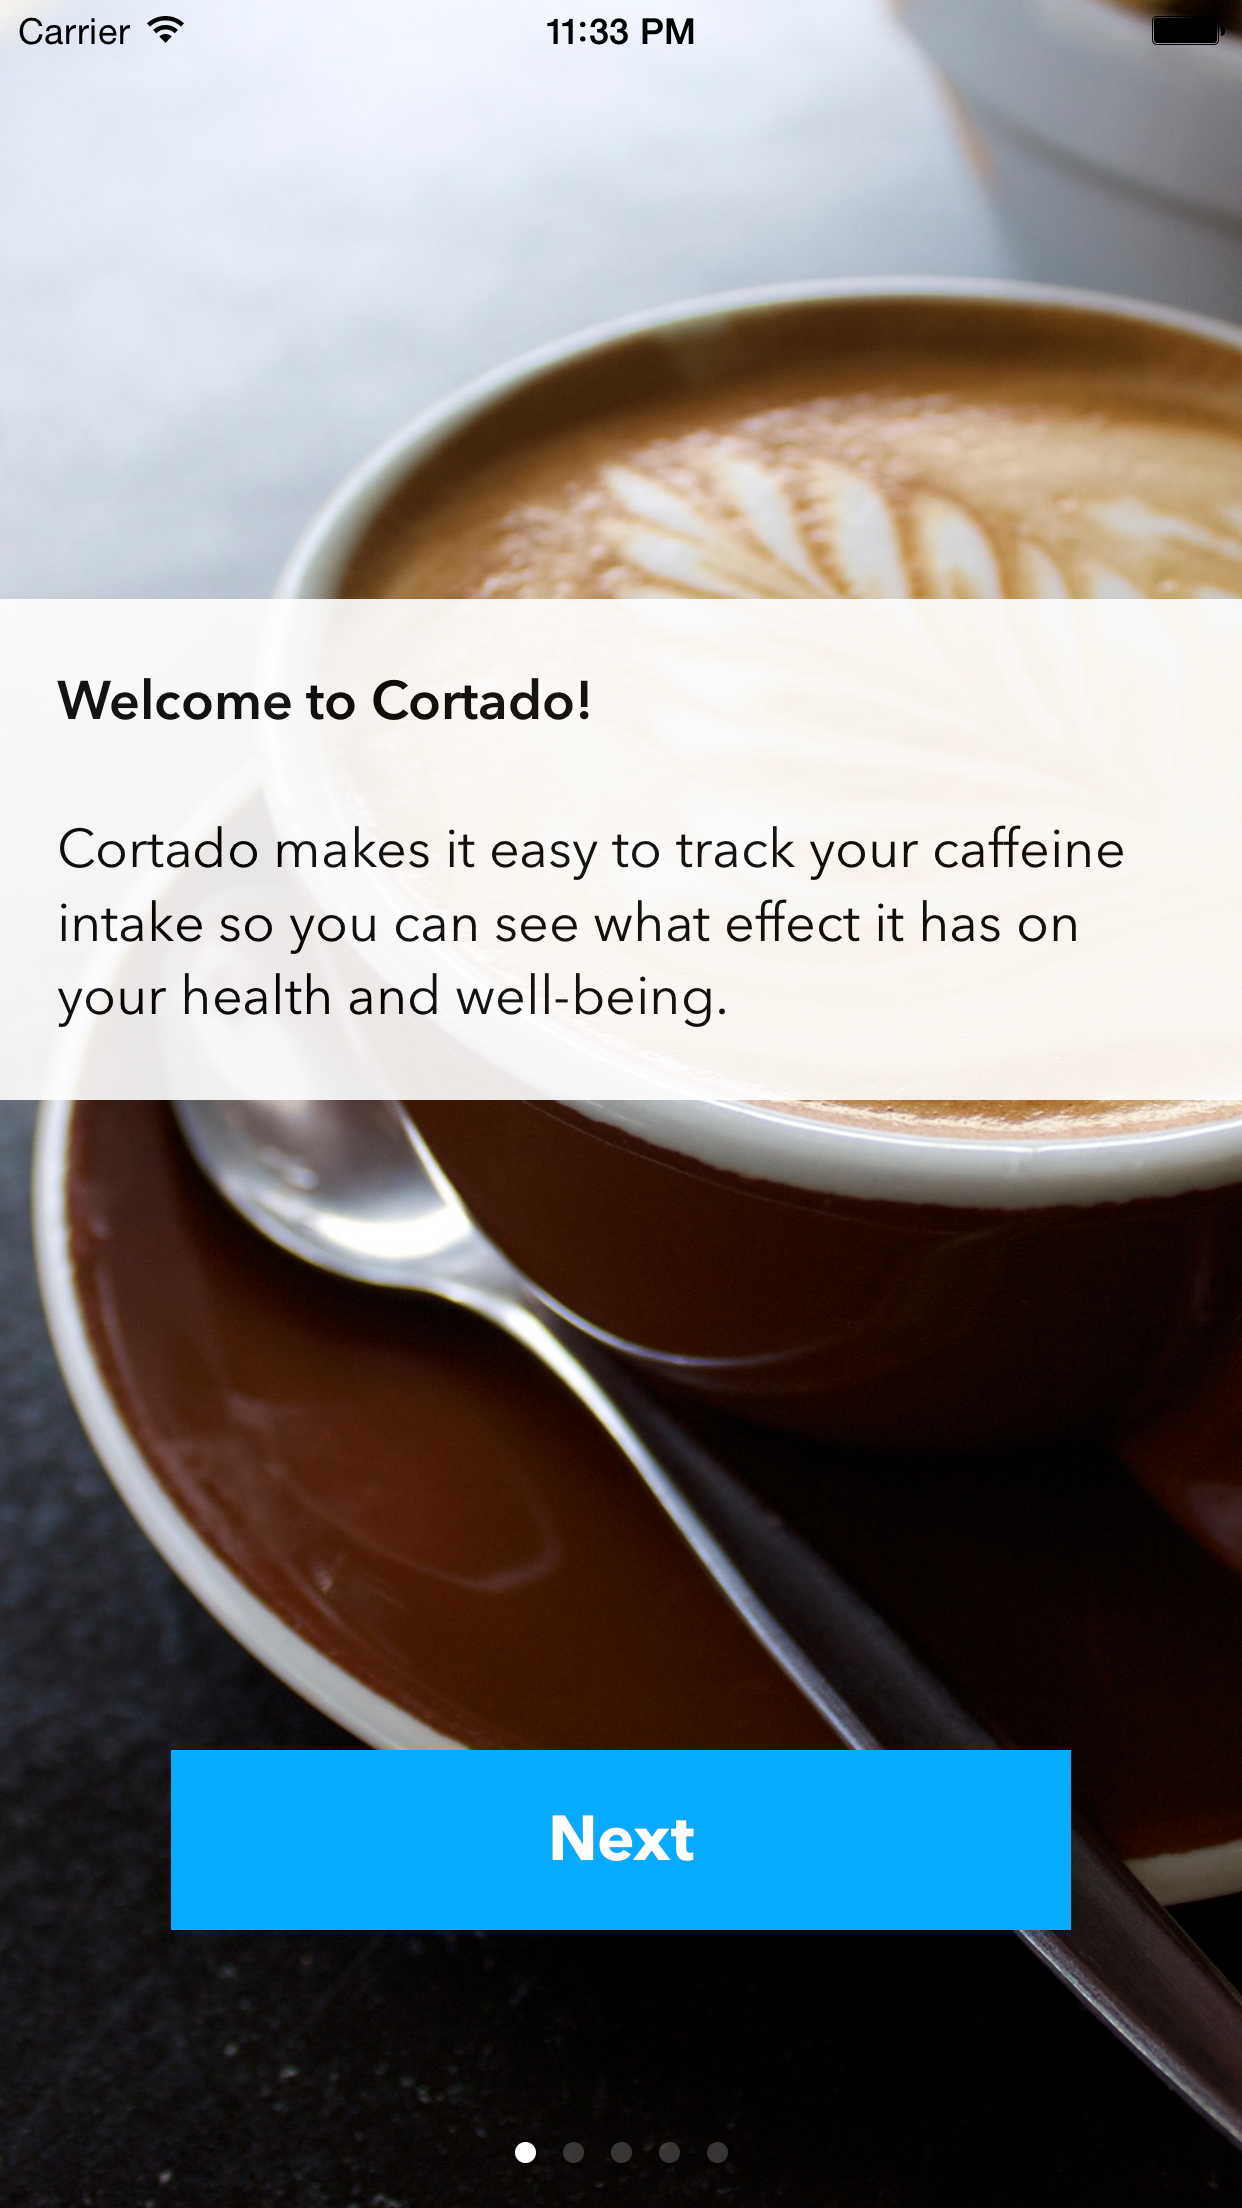 Carrier 11:33 PM
Welcome to Cortado!
Cortado makes it easy to track your caffeine
intake so you can see what effect it has on
your health and well-being.
Next